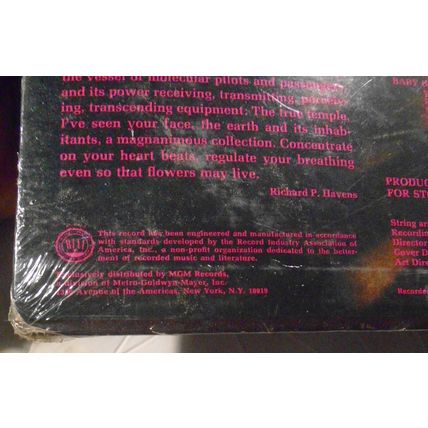 the vessel of molecular pilots and passengers
and its power receiving, transmitting, perceiv-
ing, transcending equipment: The true temple.
I've seen your face, the earth and its inhab-
itants, a magnanimous collection. Concentrate
on your heart beats, regulate your breathing
even so that flowers may live.
Richard P. Havens
This record has been engineered and manufactured in accordance
with standards developed by the Record Industry Association of
America, Inc., a non-profit organization dedicated to the better-
ment of recorded music and literature.
Exclusively distributed by MGM Records,
a division of Metro-Goldwyn-Mayer, Inc.
Avenue of the Americas, New York, N.Y. 10019
BABY
PRODUC
FOR ST
String ar
Recording
Director
Cover D
Art Dir
Recorded